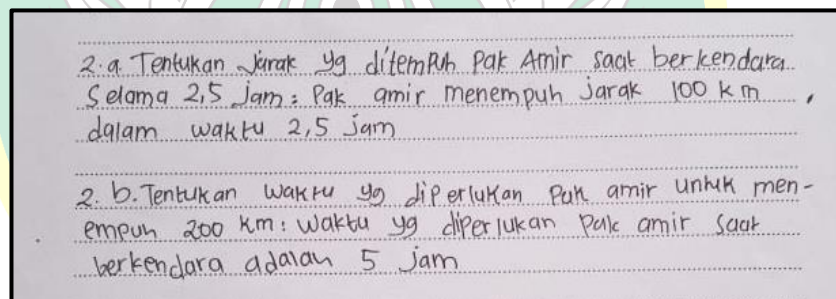 2.a Tentukan Jarak yg ditempuh Pak Amir saat berkendara
Selama 2,5 Jam : Pak amir menempuh jarak 100 km
dalam waktu 2,5 Jam
2. b. Tentukan waktu yg diperlukan Pak amir untuk men-
empuh 200 km : waktu yg diperlukan Pak amir saat
berkendara adalah 5 Jam